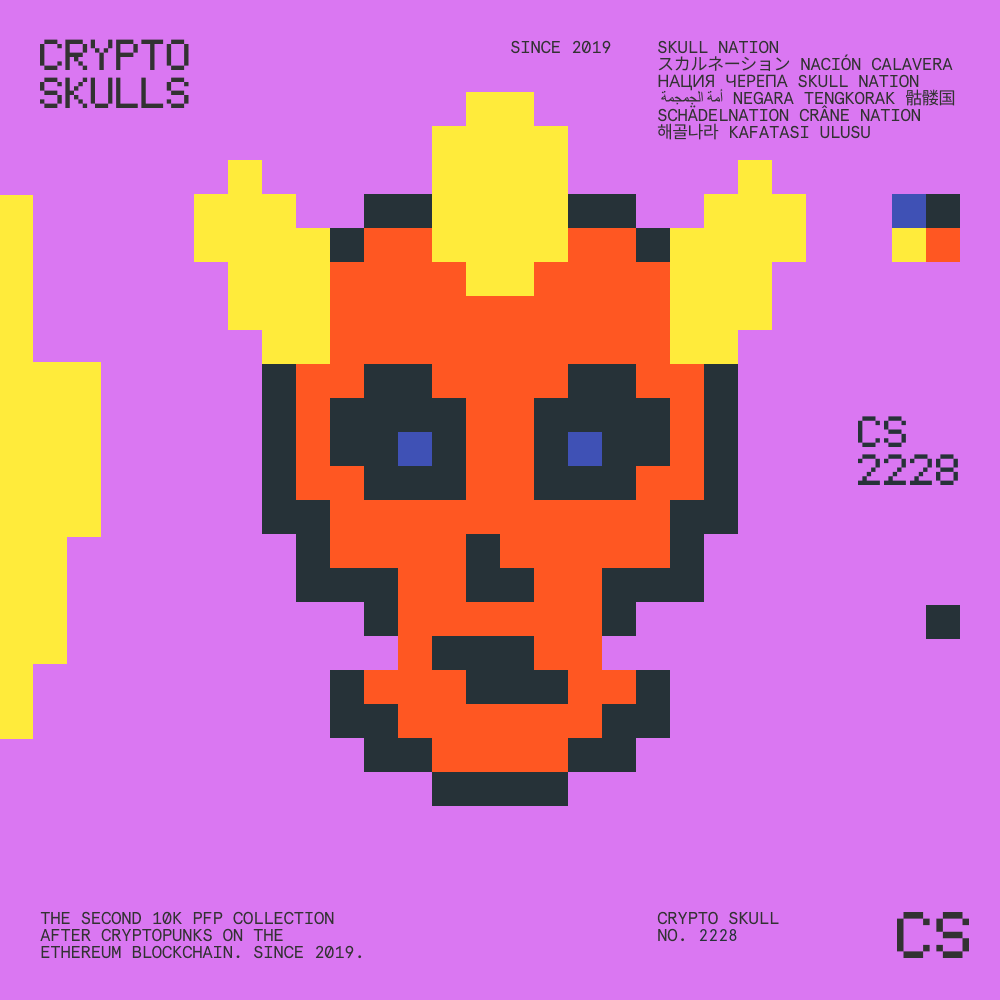 CRYPTO
SKULLS
SINCE 2019
SKULL NATION
スカルネーション NACIÓN CALAVERA
НАЦИЯ ЧЕРЕПА SKULL NATION
أمة الجمجمة NEGARA TENGKORAK 骷髅国
SCHÄDELNATION CRÂNE NATION
해골나라 KAFATASI ULUSU
CS
2228
THE SECOND 10K PFP COLLECTION
AFTER CRYPTOPUNKS ON THE
ETHEREUM BLOCKCHAIN. SINCE 2019.
CRYPTO SKULL
NO. 2228
CS